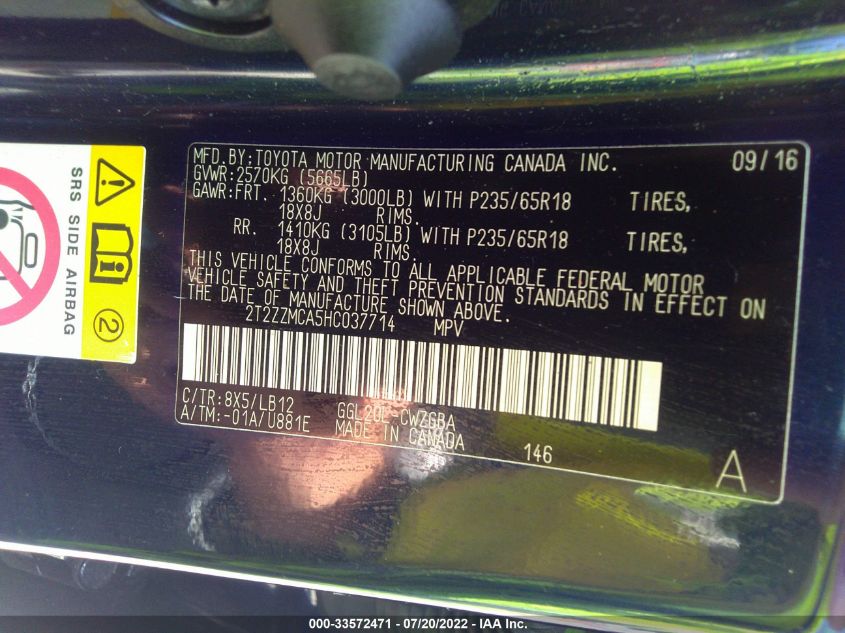 MFD.BY:TOYOTA MOTOR MANUFACTURING CANADA INC. 09/16
GVWR:2570KG (5665LB)
GAWR:FRT. 1360KG (3000LB) WITH P235/65R18 TIRES,
18X8J RIMS.
RR. 1410KG (3105LB) WITH P235/65R18 TIRES,
18X8J RIMS.
THIS VEHICLE CONFORMS TO ALL APPLICABLE FEDERAL MOTOR
VEHICLE SAFETY AND THEFT PREVENTION STANDARDS IN EFFECT ON
THE DATE OF MANUFACTURE SHOWN ABOVE.
2T2ZZMCA5HC037714 MPV
C/TR:8X5/LB12 GGL20L-CWZGBA
A/TM:-01A/U881E MADE IN CANADA
146 A
SRS SIDE AIRBAG
2
000-33572471 - 07/20/2022 - IAA Inc.